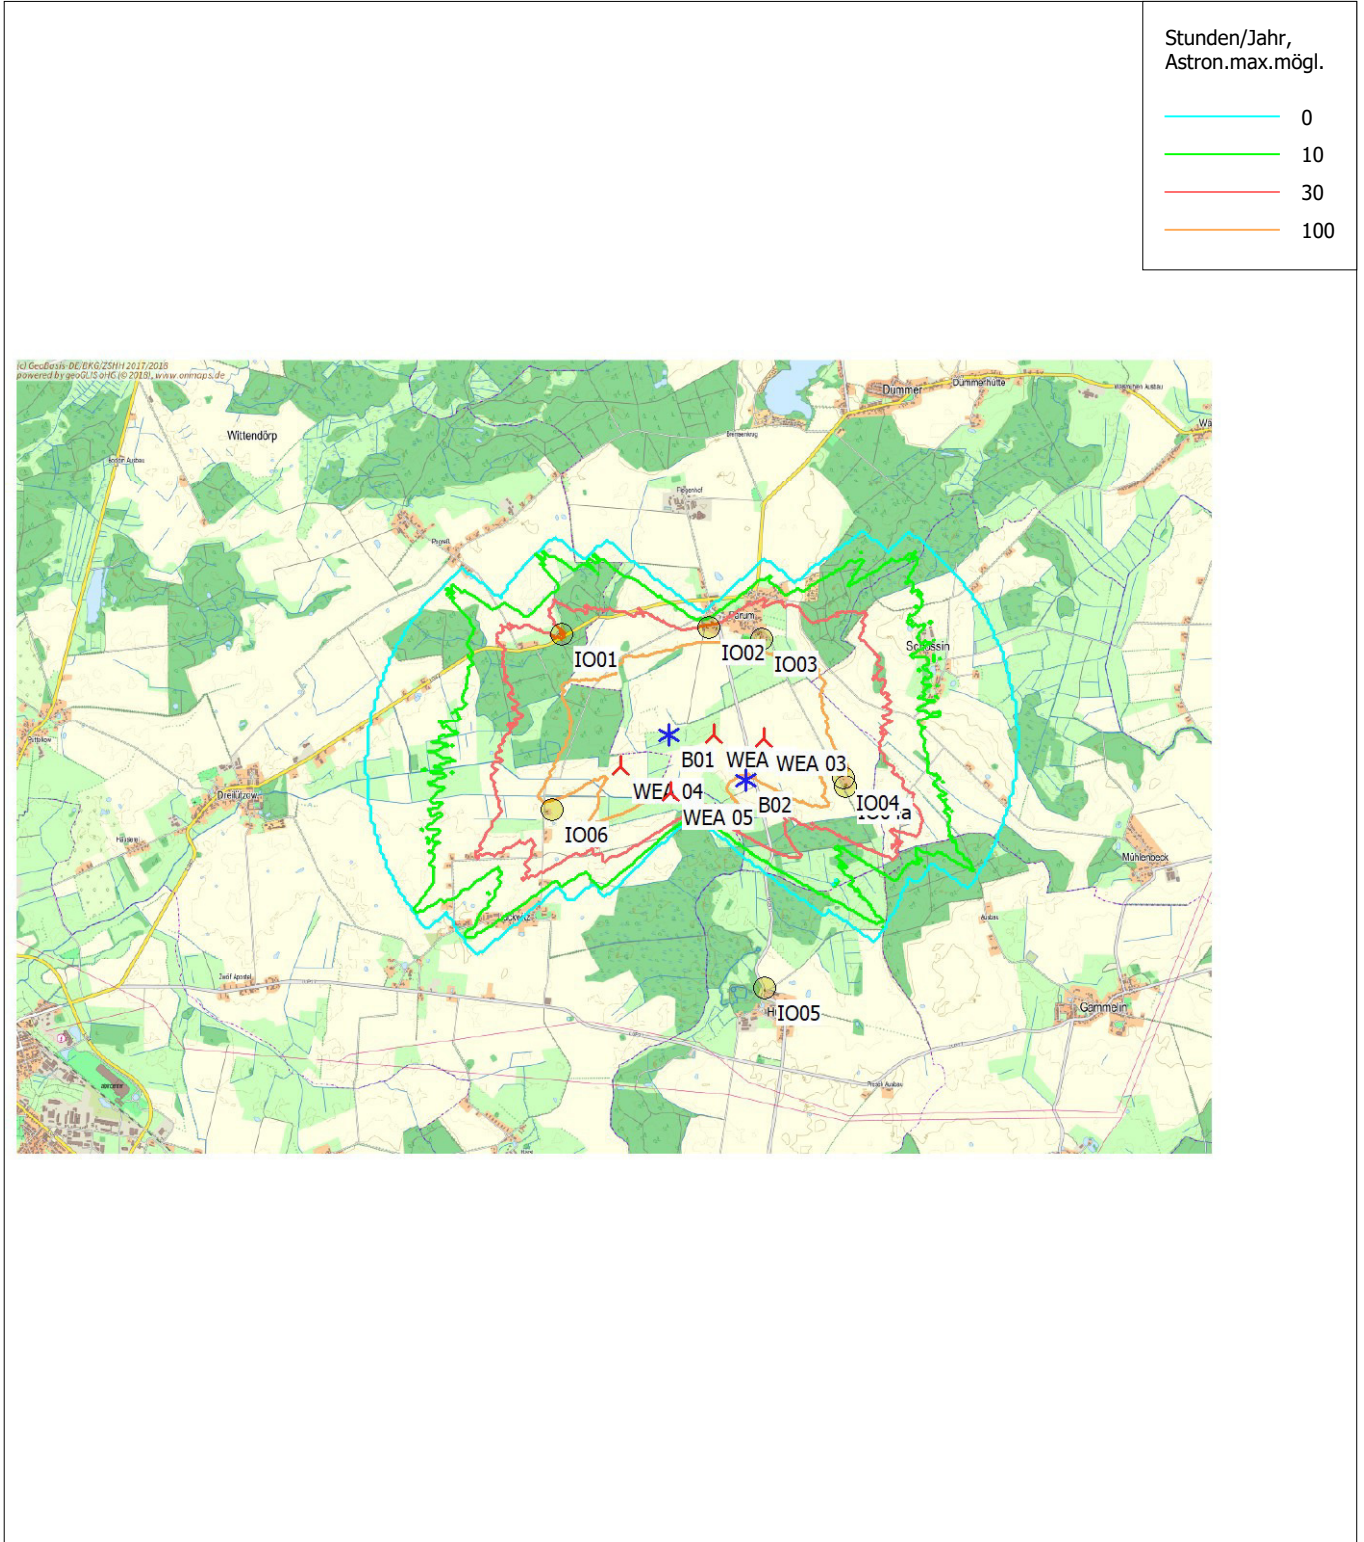 Stunden/Jahr,
Astron.max.mögl.
0
10
30
100
(c) GeoBasis-DE/BKG/ZSHH 2017/2018
powered by geoGLIS oHG (© 2018), www.onmaps.de
Dümmer
Dümmerhütte
Wittendörp
Parum
IO01
IO02
IO03
Schossin
B01
WEA
WEA 03
WEA 04
WEA 05
B02
IO04
IO06
Dreilützow
Mühlenbeck
Zwölf Apostel
IO05
Gammelin